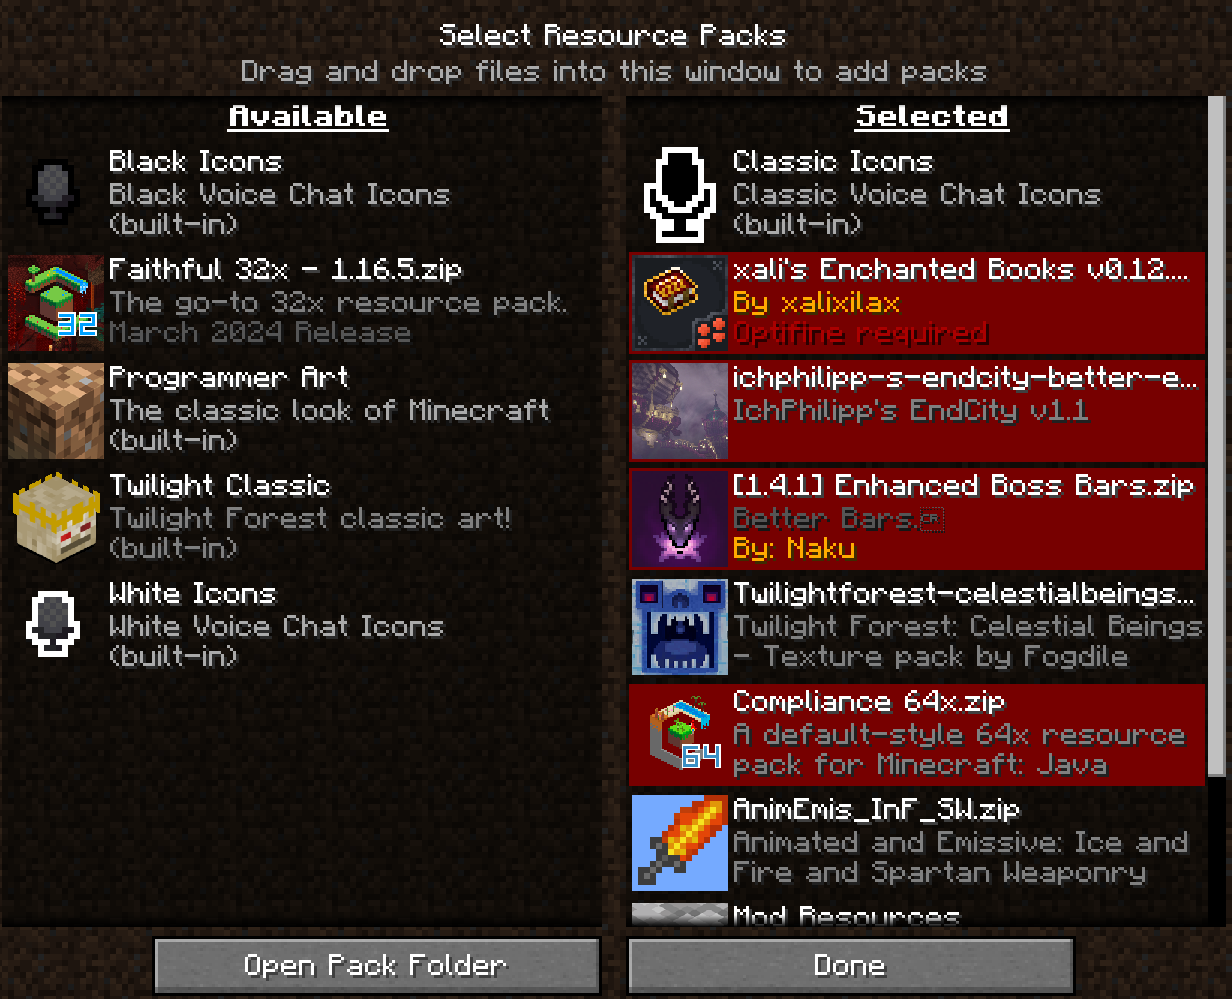 Select Resource Packs
Drag and drop files into this window to add packs
Available
Black Icons
Black Voice Chat Icons
(built-in)
32
Faithful 32x - 1.16.5.zip
The go-to 32x resource pack.
March 2024 Release
Programmer Art
The classic look of Minecraft
(built-in)
Twilight Classic
Twilight Forest classic art!
(built-in)
White Icons
White Voice Chat Icons
(built-in)
Selected
Classic Icons
Classic Voice Chat Icons
(built-in)
xali's Enchanted Books v0.12....
By xalixilax
Optifine required
ichphilipp-s-endcity-better-e...
IchPhilipp's EndCity v1.1
[1.4.1] Enhanced Boss Bars.zip
Better Bars.CR
By: Naku
Twilightforest-celestialbeings...
Twilight Forest: Celestial Beings
- Texture pack by Fogdile
64
Compliance 64x.zip
A default-style 64x resource
pack for Minecraft: Java
AnimEmis_InF_SW.zip
Animated and Emissive: Ice and
Fire and Spartan Weaponry
Mod Resources
Open Pack Folder
Done